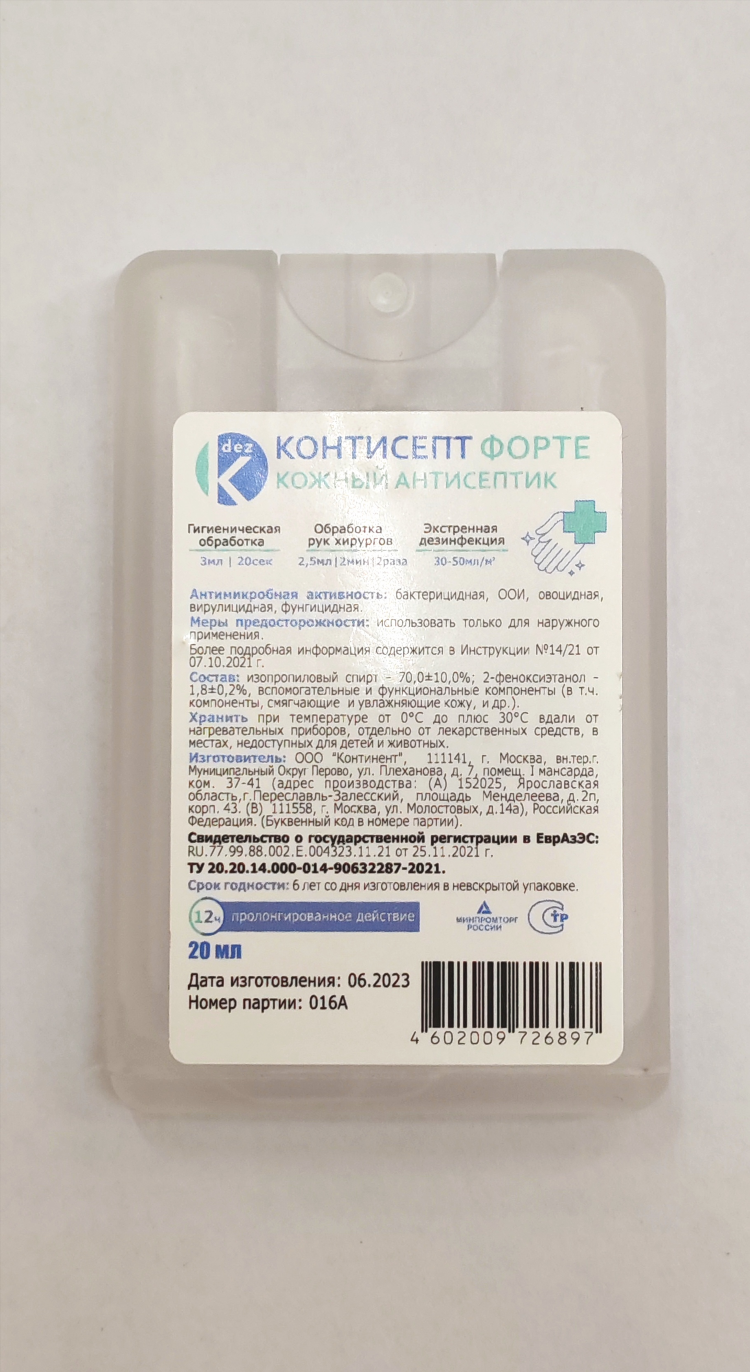 dez
К
КОНТИСЕПТ ФОРТЕ
КОЖНЫЙ АНТИСЕПТИК
Гигиеническая
обработка
3мл | 20сек
Обработка
рук хирургов
2,5мл|2мин|2раза
Экстренная
дезинфекция
30-50мл/м²
Антимикробная активность: бактерицидная, ООИ, овоцидная,
вирулицидная, фунгицидная.
Меры предосторожности: использовать только для наружного
применения.
Более подробная информация содержится в Инструкции №14/21 от
07.10.2021 г.
Состав: изопропиловый спирт - 70,0±10,0%; 2-феноксиэтанол -
1,8±0,2%, вспомогательные и функциональные компоненты (в т.ч.
компоненты, смягчающие и увлажняющие кожу, и др.).
Хранить при температуре от 0°С до плюс 30°С вдали от
нагревательных приборов, отдельно от лекарственных средств, в
местах, недоступных для детей и животных.
Изготовитель: ООО "Континент", 111141, г. Москва, вн.тер.г.
Муниципальный Округ Перово, ул. Плеханова, д. 7, помещ. I мансарда,
ком. 37-41 (адрес производства: (А) 152025, Ярославская
область,г.Переславль-Залесский, площадь Менделеева, д. 2п,
корп. 43. (В) 111558, г. Москва, ул. Молостовых, д.14а), Российская
Федерация. (Буквенный код в номере партии).
Свидетельство о государственной регистрации в ЕврАзЭС:
RU.77.99.88.002.Е.004323.11.21 от 25.11.2021 г.
ТУ 20.20.14.000-014-90632287-2021.
Срок годности: 6 лет со дня изготовления в невскрытой упаковке.
12ч пролонгированное действие
МИНПРОМТОРГ
РОССИИ
СТР
20 мл
Дата изготовления: 06.2023
Номер партии: 016А
4 602009 726897